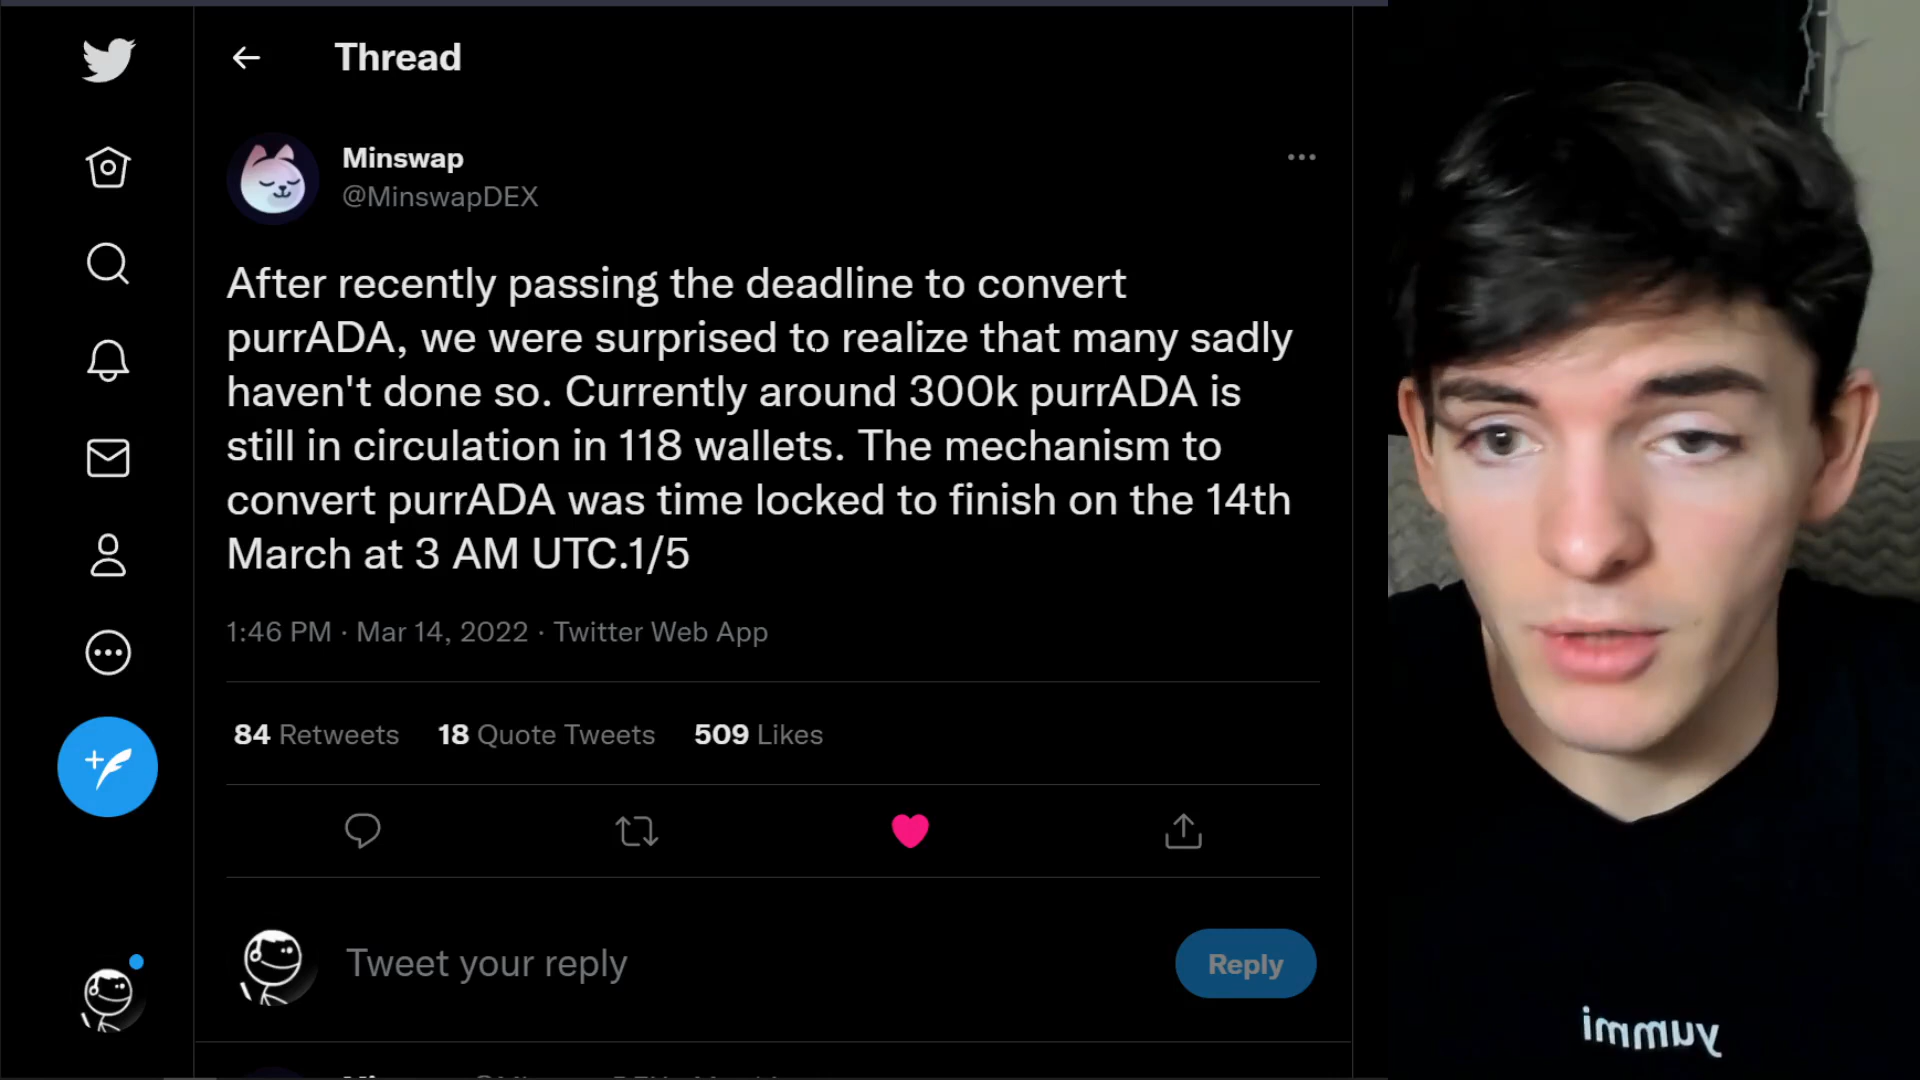 Thread
Minswap
@MinswapDEX
After recently passing the deadline to convert
purrADA, we were surprised to realize that many sadly
haven't done so. Currently around 300k purrADA is
still in circulation in 118 wallets. The mechanism to
convert purrADA was time locked to finish on the 14th
March at 3 AM UTC.1/5
1:46 PM · Mar 14, 2022 · Twitter Web App
84 Retweets 18 Quote Tweets 509 Likes
Tweet your reply
Reply
yummi